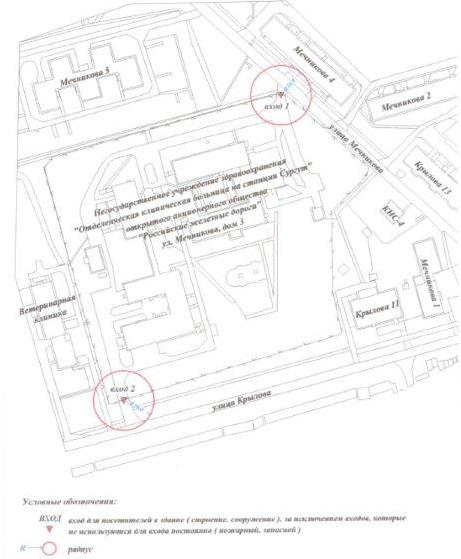 Мечникова 5
Мечникова 4
вход 1
Мечникова 2
улица Мечникова
Крылова 13
КНС-4
Негосударственное учреждение здравоохранения
"Отделенческая клиническая больница на станции Сургут"
открытого акционерного общества
"Российские железные дороги"
ул. Мечникова, дом 3
Мечникова 1
Крылова 11
Ветеринарная
клиника
вход 2
улица Крылова
Условные обозначения:
ВХОД вход для посетителей в здание ( строение, сооружение ), за исключением входов, которые
не используются для входа постоянно ( пожарный, запасной )
R радиус